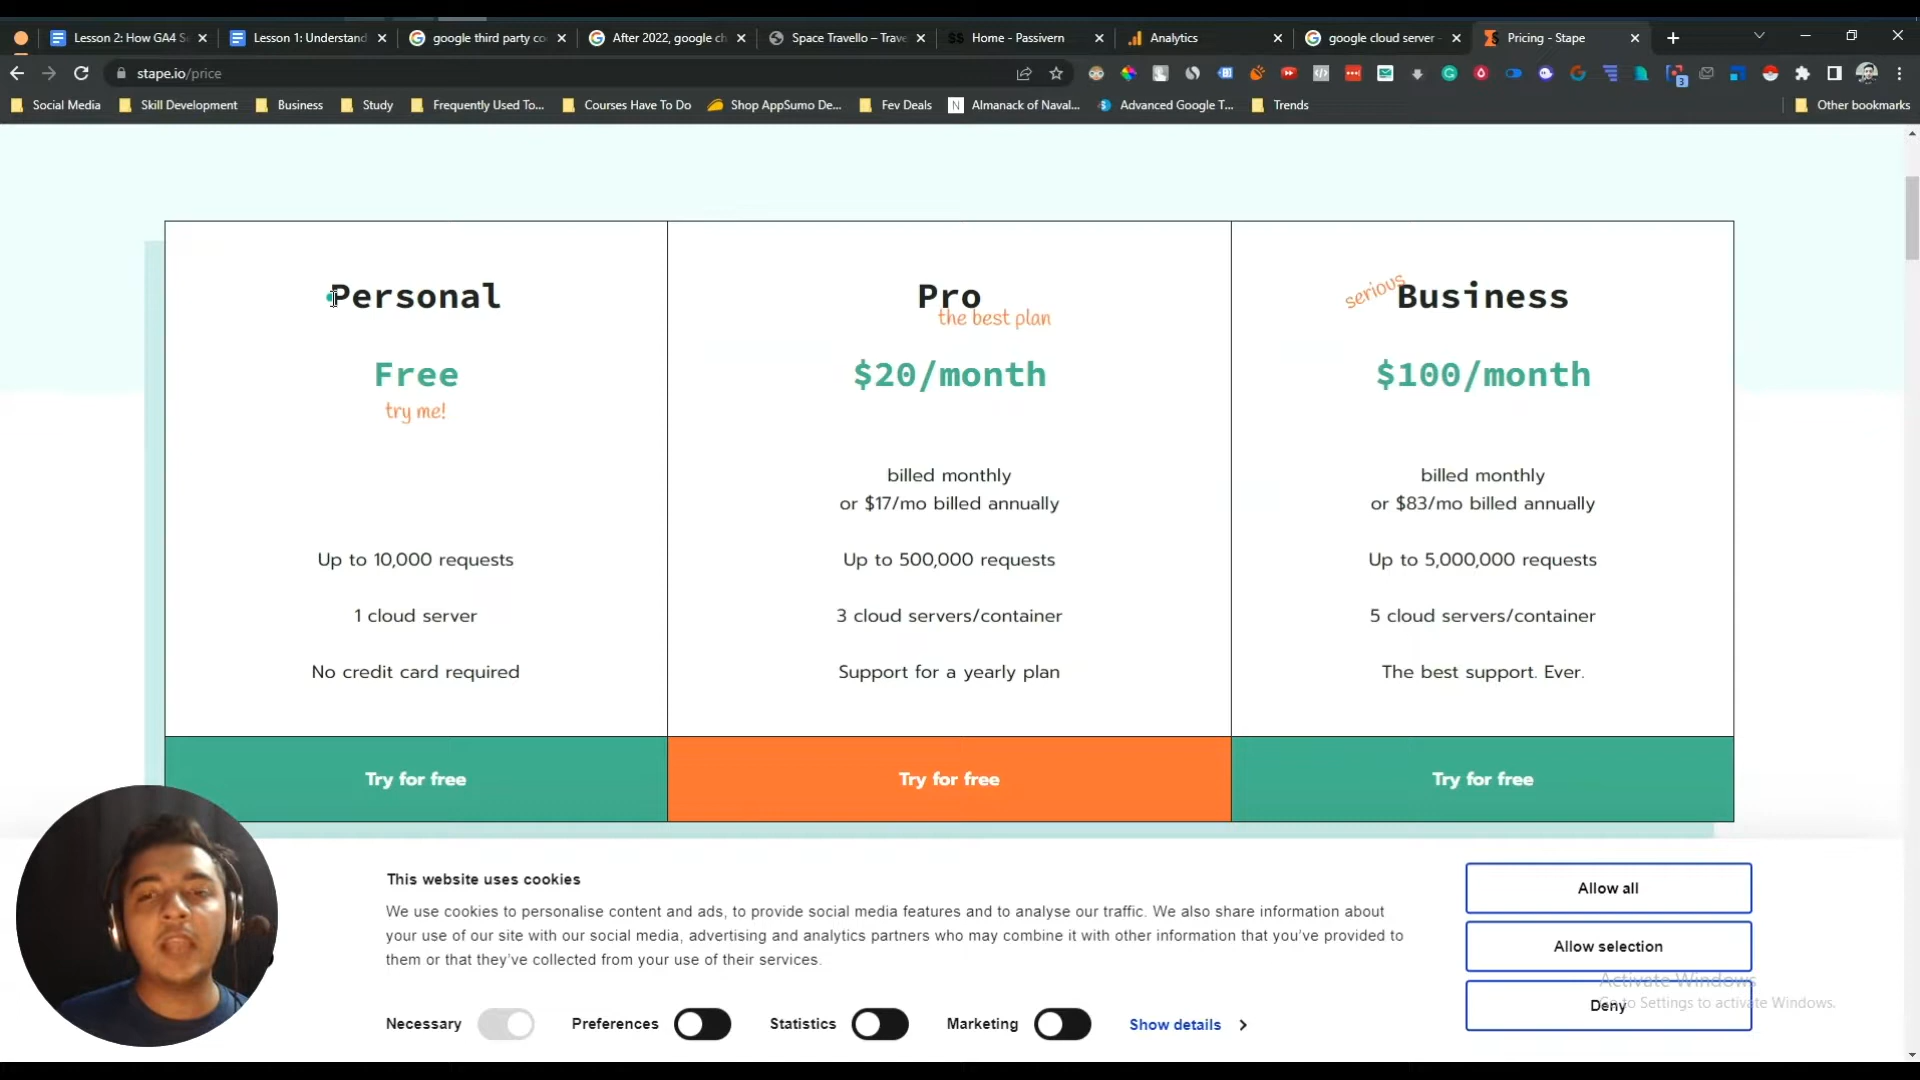 Lesson 2: How GA4 S
Lesson 1: Understand
google third party co
After 2022, google ch
Space Travello – Trave
Home - Passivern
Analytics
google cloud server -
Pricing - Stape
stape.io/price
Social Media
Skill Development
Business
Study
Frequently Used To...
Courses Have To Do
Shop AppSumo De...
Fev Deals
Almanack of Naval...
Advanced Google T...
Trends
Other bookmarks
Personal
Free
try me!
Up to 10,000 requests
1 cloud server
No credit card required
Try for free
Pro
the best plan
$20/month
billed monthly
or $17/mo billed annually
Up to 500,000 requests
3 cloud servers/container
Support for a yearly plan
Try for free
serious
Business
$100/month
billed monthly
or $83/mo billed annually
Up to 5,000,000 requests
5 cloud servers/container
The best support. Ever.
Try for free
This website uses cookies
We use cookies to personalise content and ads, to provide social media features and to analyse our traffic. We also share information about
your use of our site with our social media, advertising and analytics partners who may combine it with other information that you've provided to
them or that they've collected from your use of their services.
Necessary
Preferences
Statistics
Marketing
Show details
Allow all
Allow selection
Deny
Activate Windows
Go to Settings to activate Windows.